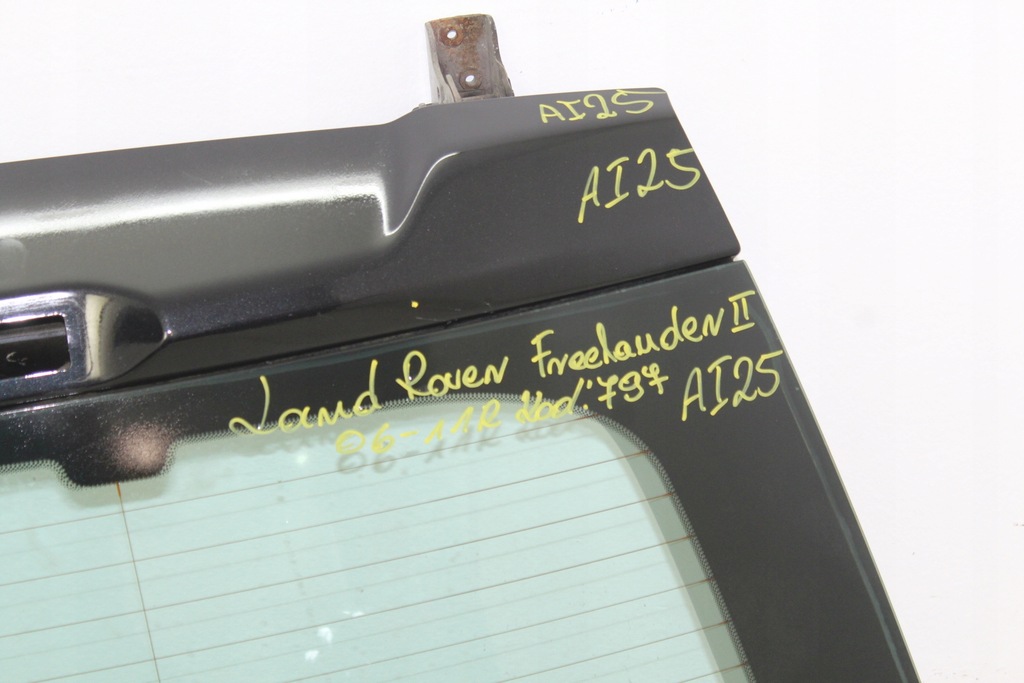 AI25
AI25
Land Rover Freelander II
06-11R Kod:797
AI25